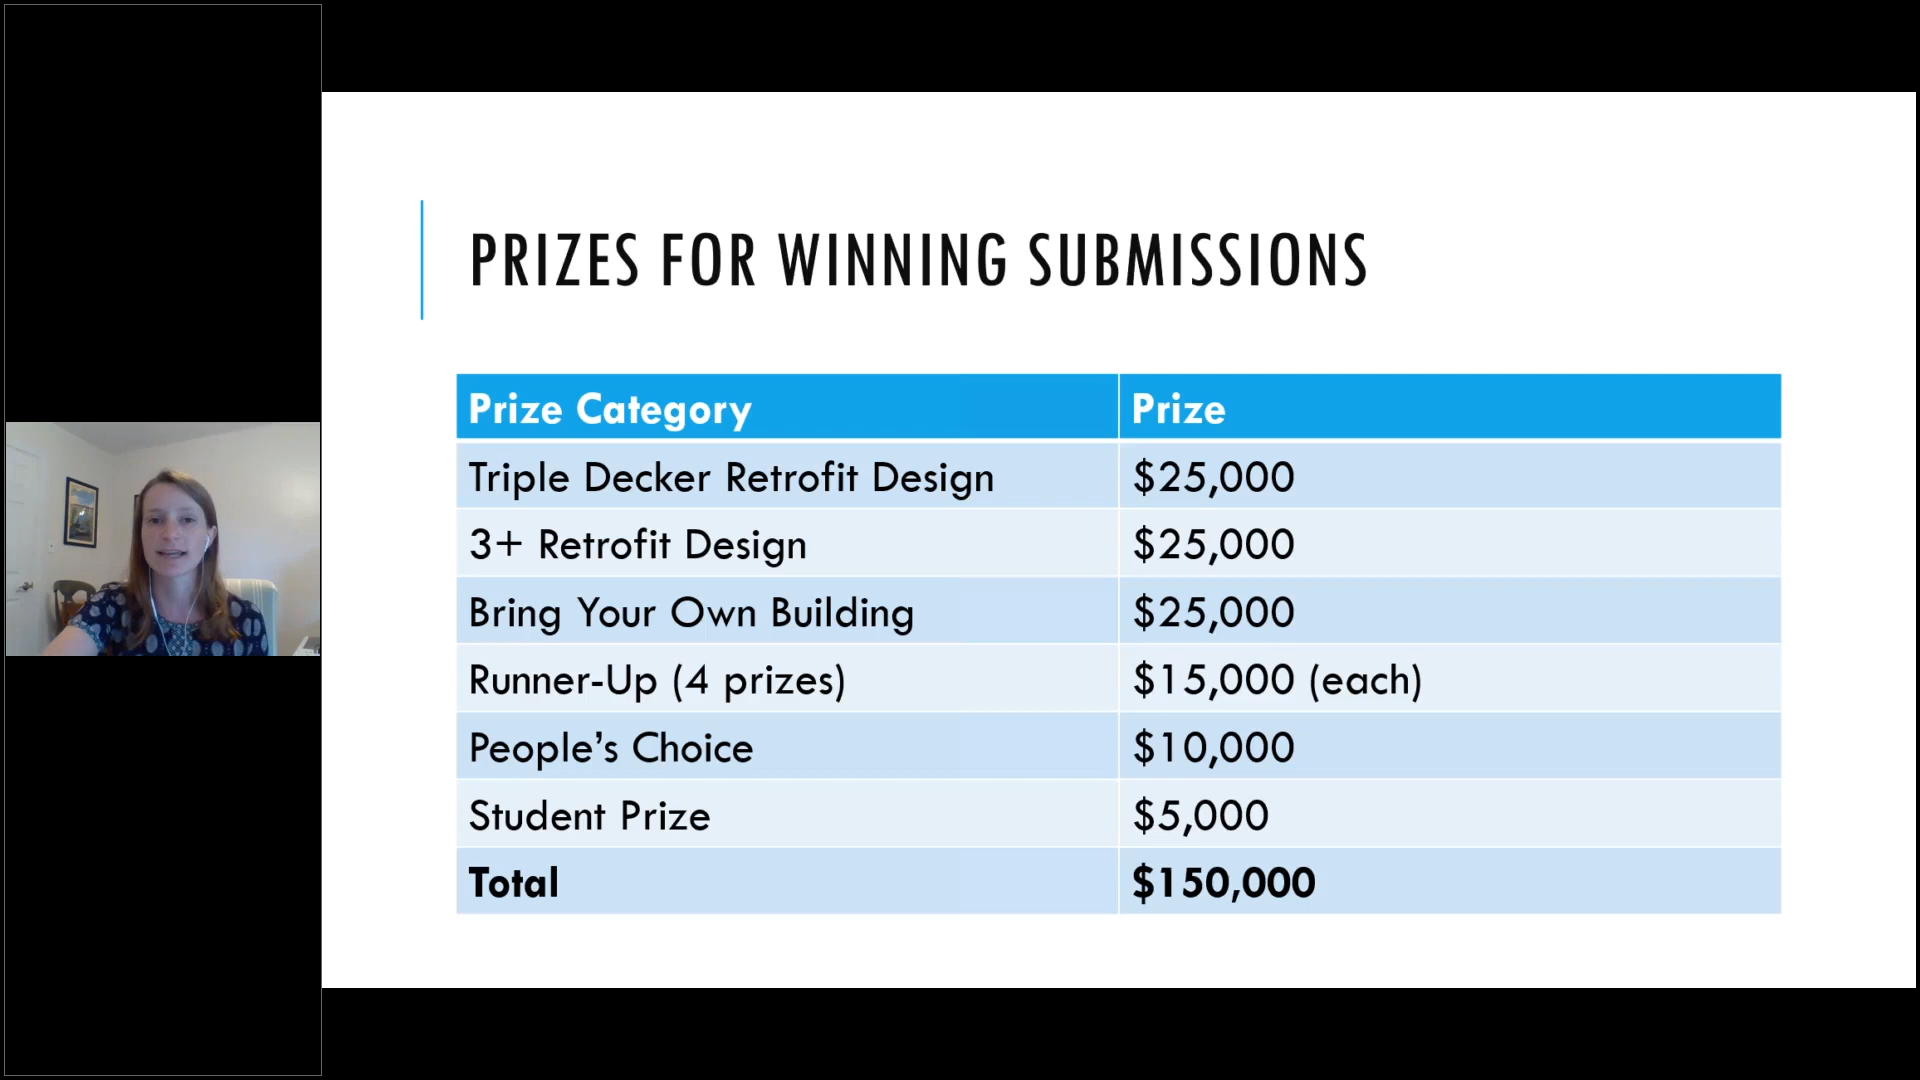 PRIZES FOR WINNING SUBMISSIONS
Prize Category Prize
Triple Decker Retrofit Design $25,000
3+ Retrofit Design $25,000
Bring Your Own Building $25,000
Runner-Up (4 prizes) $15,000 (each)
People’s Choice $10,000
Student Prize $5,000
Total $150,000